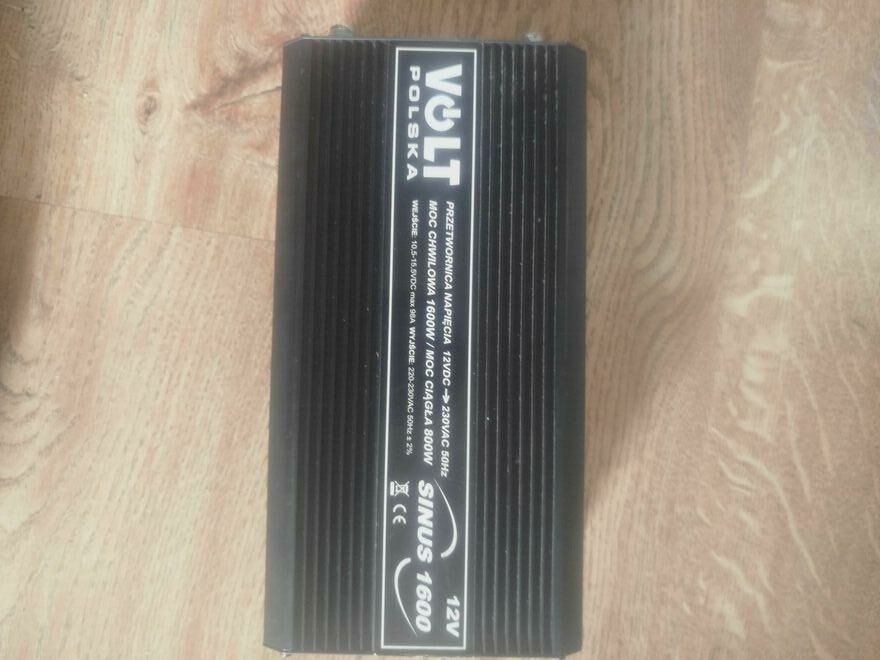 VOLT
POLSKA
PRZETWORNICA NAPIĘCIA 12VDC → 230VAC 50Hz
MOC CHWILOWA 1600W / MOC CIĄGŁA 800W
WEJŚCIE: 10,5-15,5VDC max 98A WYJŚCIE: 220-230VAC 50Hz ± 2%
12V
SINUS 1600
CE